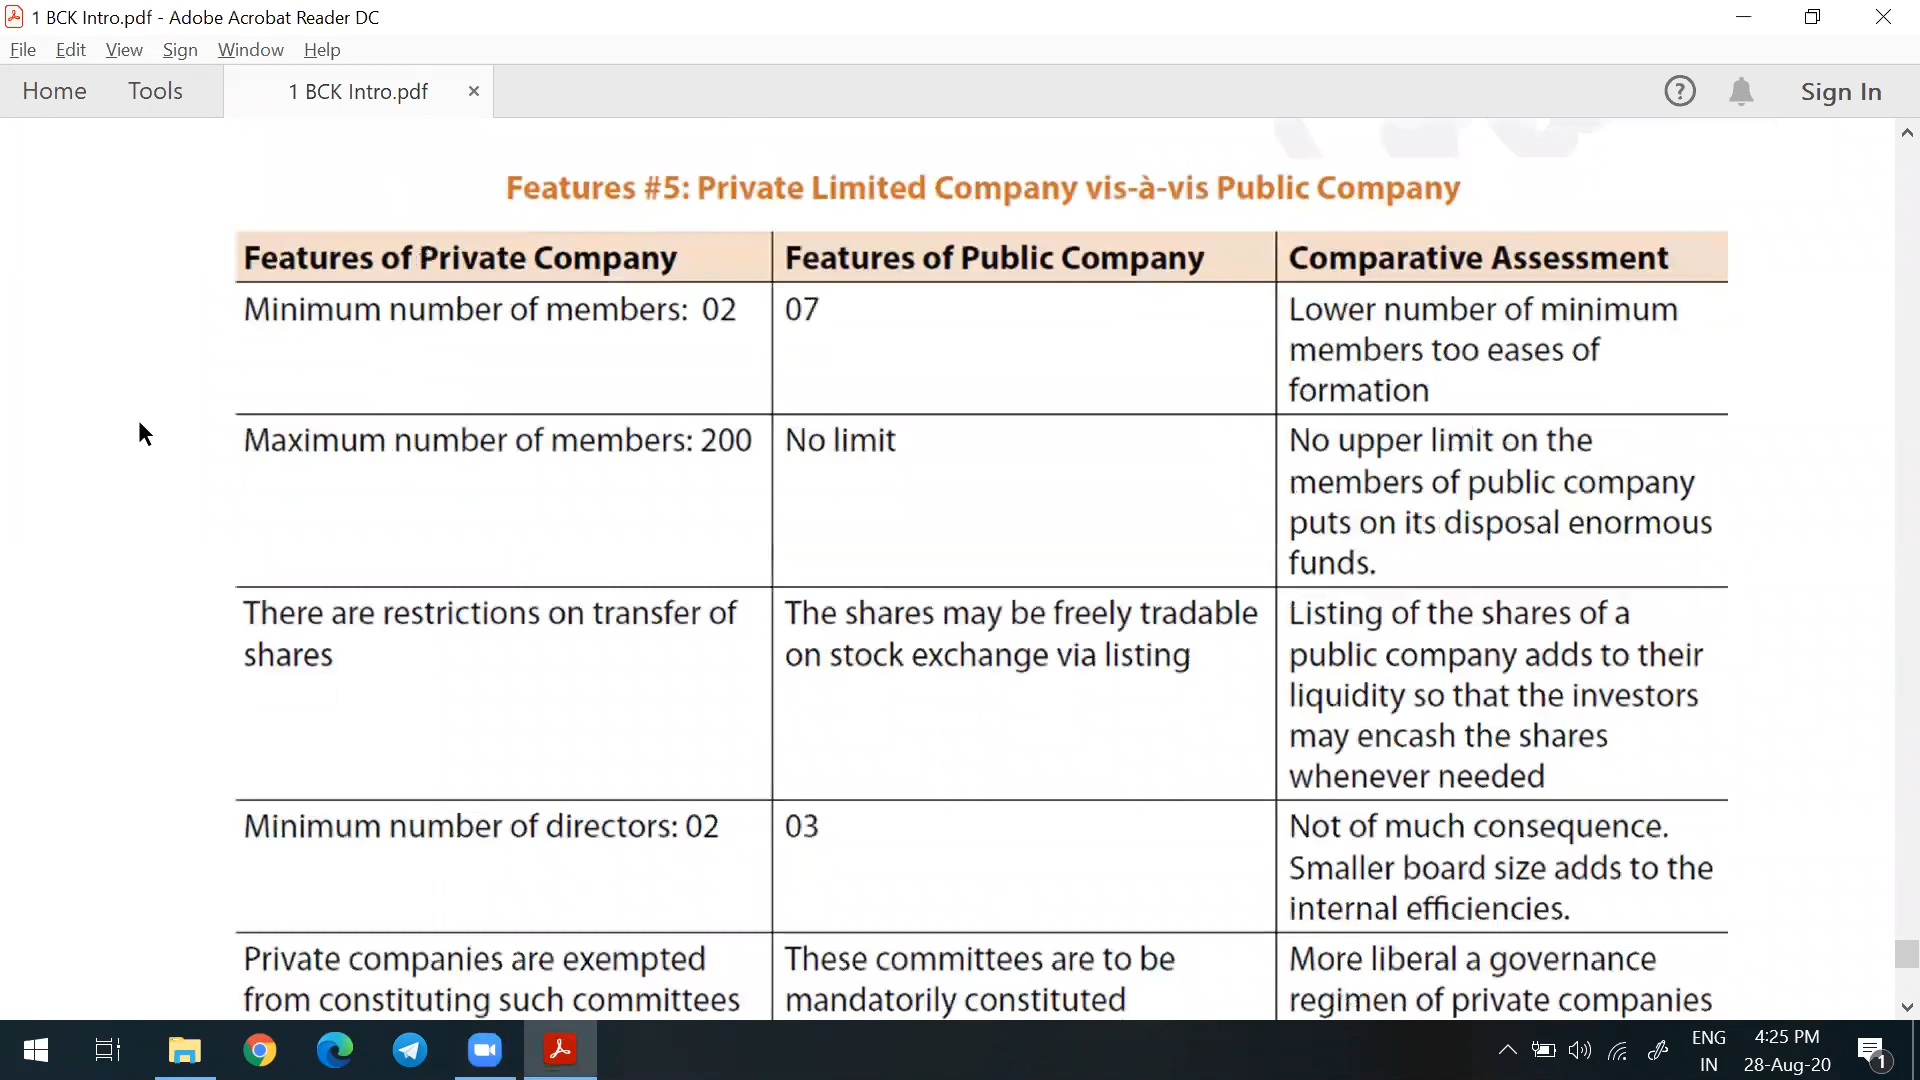 1 BCK Intro.pdf - Adobe Acrobat Reader DC
File Edit View Sign Window Help
Home Tools 1 BCK Intro.pdf × ? Sign In
Features #5: Private Limited Company vis-à-vis Public Company
Features of Private Company Features of Public Company Comparative Assessment
Minimum number of members: 02 07 Lower number of minimum
members too eases of
formation
Maximum number of members: 200 No limit No upper limit on the
members of public company
puts on its disposal enormous
funds.
There are restrictions on transfer of The shares may be freely tradable Listing of the shares of a
shares on stock exchange via listing public company adds to their
liquidity so that the investors
may encash the shares
whenever needed
Minimum number of directors: 02 03 Not of much consequence.
Smaller board size adds to the
internal efficiencies.
Private companies are exempted These committees are to be More liberal a governance
from constituting such committees mandatorily constituted regimen of private companies
ENG 4:25 PM
IN 28-Aug-20 1